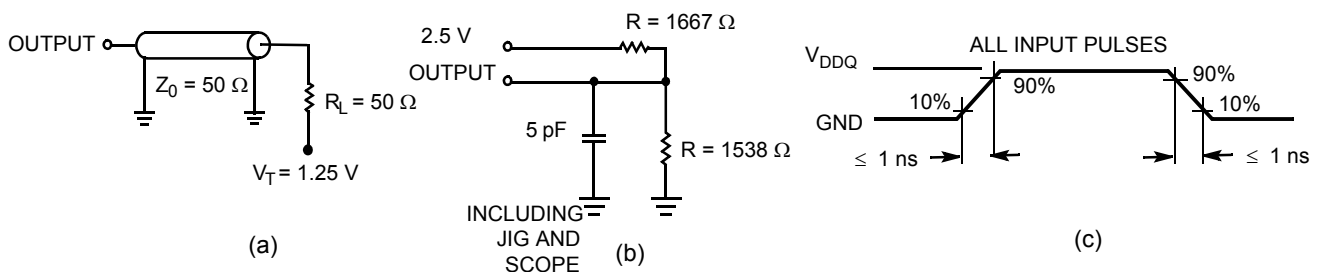 OUTPUT
Z0 = 50 Ω
RL = 50 Ω
VT = 1.25 V
(a)
R = 1667 Ω
2.5 V
OUTPUT
5 pF
R = 1538 Ω
INCLUDING
JIG AND
SCOPE
(b)
ALL INPUT PULSES
VDDQ
GND
10%
90%
90%
10%
≤ 1 ns
≤ 1 ns
(c)